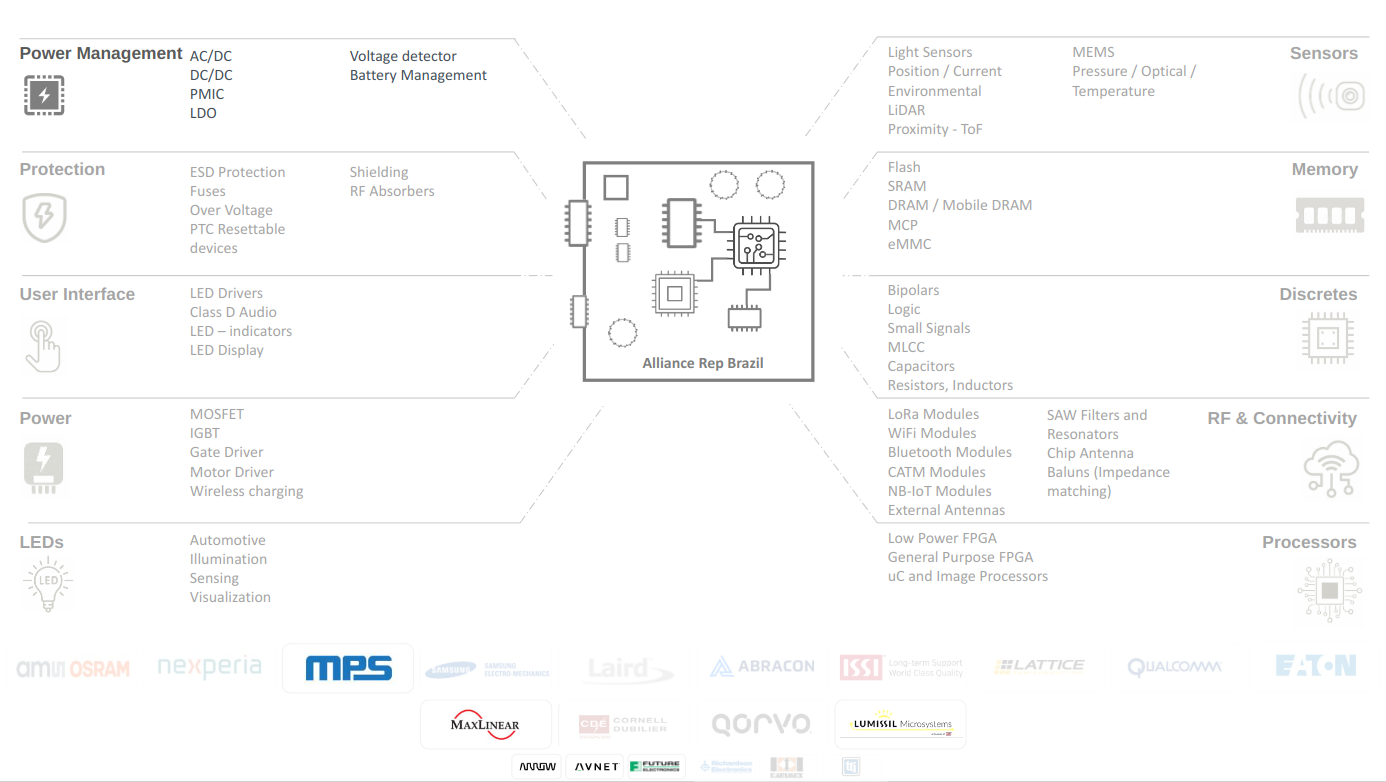 Power Management
AC/DC
DC/DC
PMIC
LDO
Voltage detector
Battery Management
Protection
ESD Protection
Fuses
Over Voltage
PTC Resettable
devices
Shielding
RF Absorbers
User Interface
LED Drivers
Class D Audio
LED – indicators
LED Display
Power
MOSFET
IGBT
Gate Driver
Motor Driver
Wireless charging
LEDs
LED
Automotive
Illumination
Sensing
Visualization
Alliance Rep Brazil
Light Sensors
Position / Current
Environmental
LiDAR
Proximity - ToF
MEMS
Pressure / Optical /
Temperature
Sensors
Flash
SRAM
DRAM / Mobile DRAM
MCP
eMMC
Memory
Bipolars
Logic
Small Signals
MLCC
Capacitors
Resistors, Inductors
Discretes
LoRa Modules
WiFi Modules
Bluetooth Modules
CATM Modules
NB-IoT Modules
External Antennas
SAW Filters and
Resonators
Chip Antenna
Baluns (Impedance
matching)
RF & Connectivity
Low Power FPGA
General Purpose FPGA
uC and Image Processors
Processors
amu OSRAM
nexperia
mPS
SAMSUNG
SAMSUNG
ELECTRO-MECHANICS
Laird
ABRACON
ISSI
Long-term Support
World Class Quality
LATTICE
QUALCOMM
EATON
MAXLINEAR
CDE
CORNELL
DUBILIER
QORVO
LUMISSIL Microsystems
ARROW
AVNET
FUTURE
ELECTRONICS
Richardson
Electronics